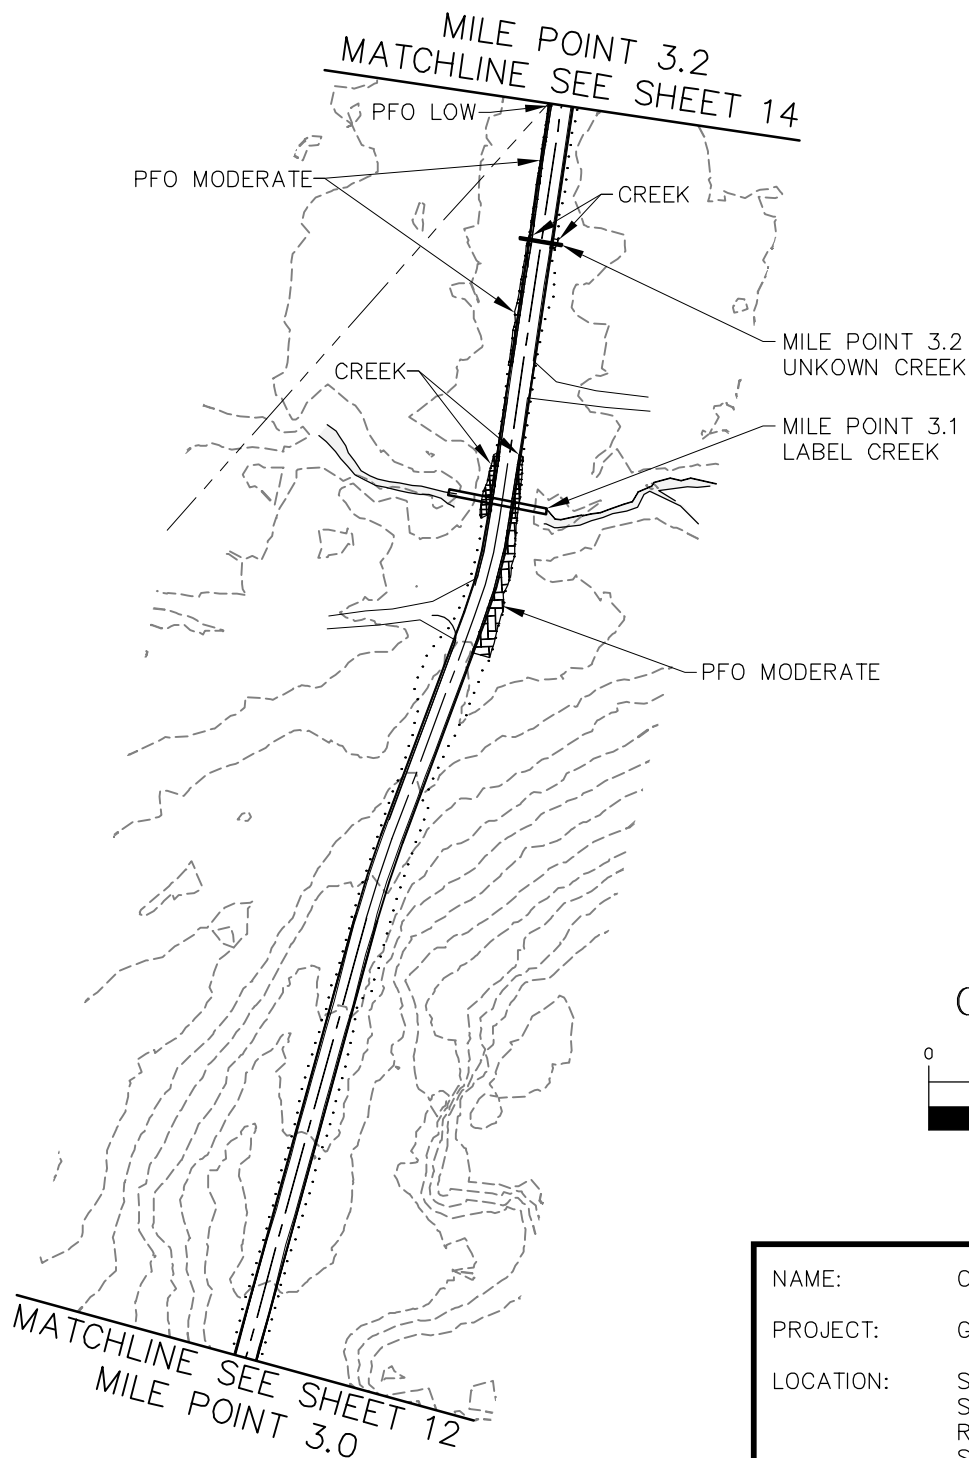 MILE POINT 3.2
MATCHLINE SEE SHEET 14
PFO LOW
PFO MODERATE
CREEK
MILE POINT 3.2
UNKOWN CREEK
CREEK
MILE POINT 3.1
LABEL CREEK
PFO MODERATE
0
NAME:
PROJECT:
LOCATION:
MATCHLINE SEE SHEET 12
MILE POINT 3.0